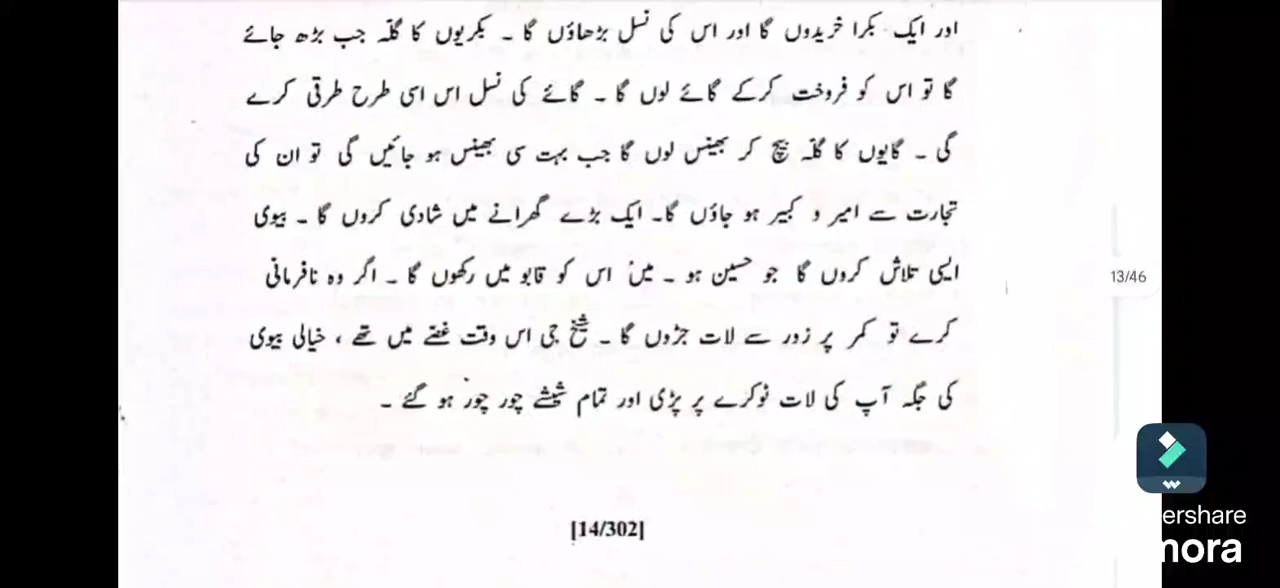 اور ایک بکرا خریدوں گا اور اس کی نسل بڑھاؤں گا ۔ بکریوں کا گلہ جب بڑھ جائے
گا تو اس کو فروخت کرکے گائے لوں گا ۔ گائے کی نسل اس اسی طرح طرقی کرے
گی ۔ گایوں کا گلہ بیچ کر بھینس لوں گا جب بہت سی بھینس ہو جائیں گی تو ان کی
تجارت سے امیر و کبیر ہو جاؤں گا۔ ایک بڑے گھرانے میں شادی کروں گا ۔ بیوی
ایسی تلاش کروں گا جو حسین ہو ۔ میں اس کو قابو میں رکھوں گا ۔ اگر وہ نافرمانی
کرے تو کمر پر زور سے لات جڑوں گا ۔ شیخ جی اس وقت غصّے میں تھے ، خیالی بیوی
کی جگہ آپ کی لات ٹوکرے پر پڑی اور تمام شیشے چور چور ہو گئے ۔
[14/302]
13/46
ershare
mora